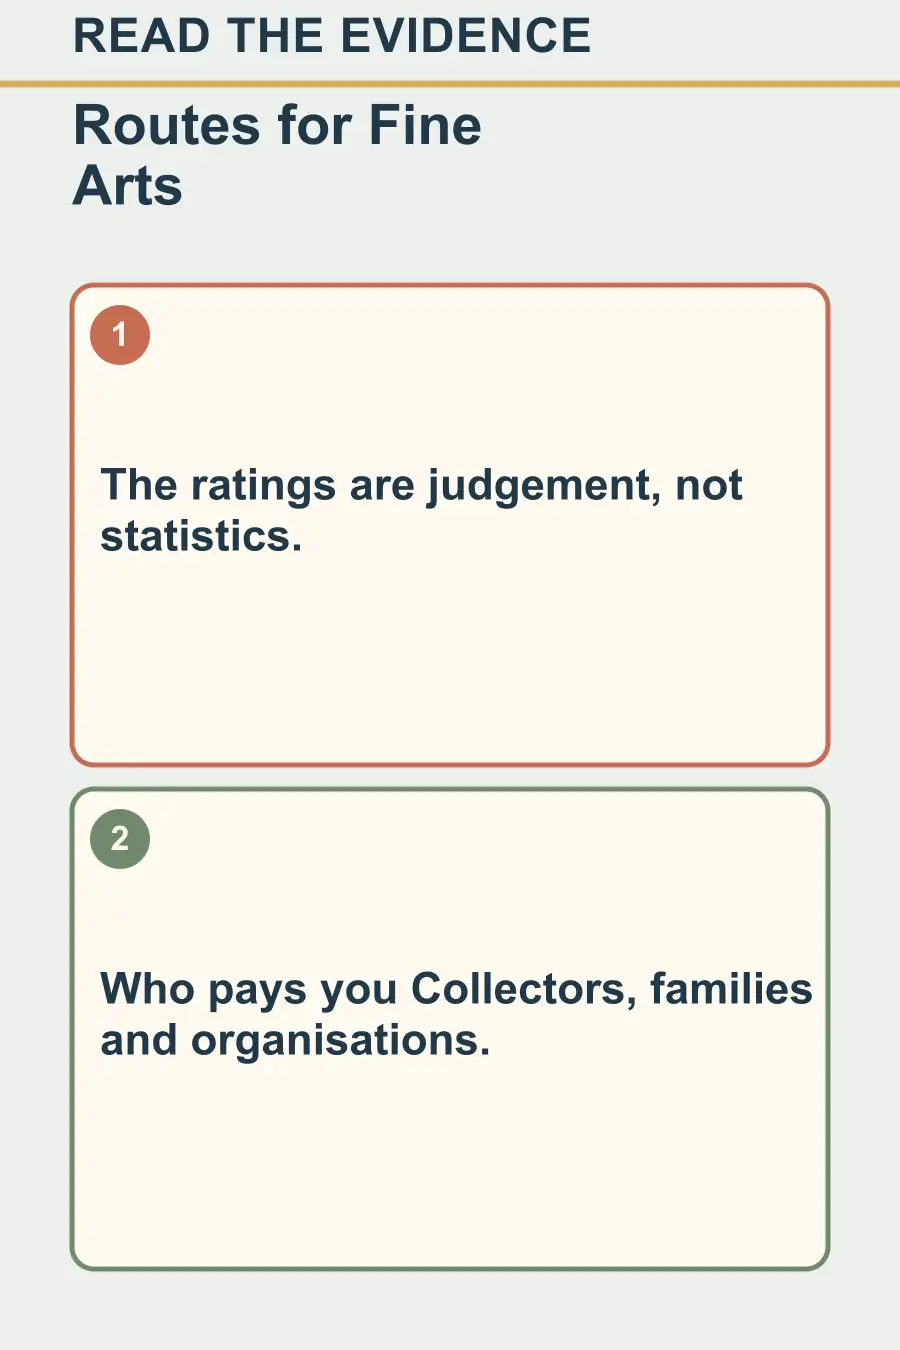 READ THE EVIDENCE
Routes for Fine
Arts
1
The ratings are judgement, not
statistics.
2
Who pays you Collectors, families
and organisations.